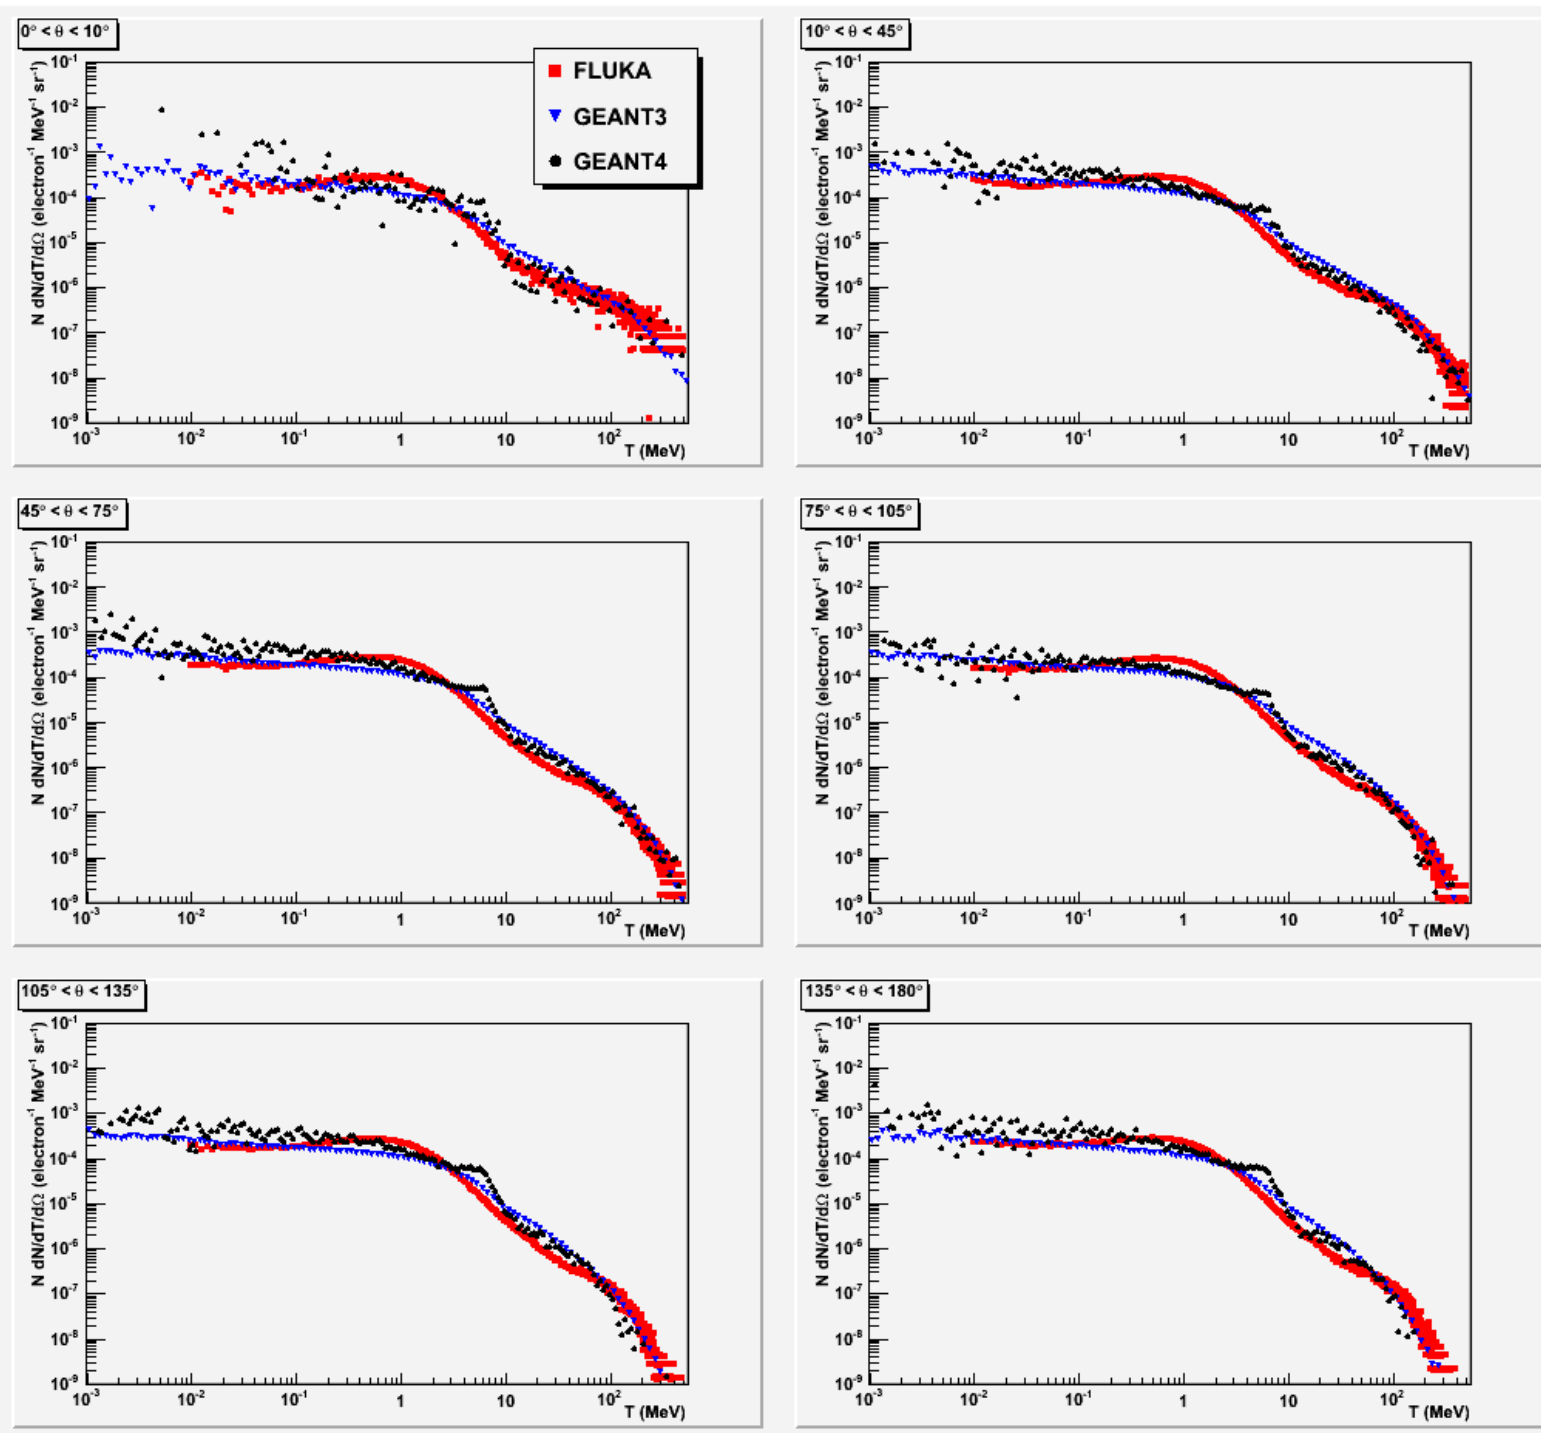 0° < θ < 10°
N dN/dT/dΩ (electron⁻¹ MeV⁻¹ sr⁻¹)
10⁻¹
10⁻²
10⁻³
10⁻⁴
10⁻⁵
10⁻⁶
10⁻⁷
10⁻⁸
10⁻⁹
FLUKA
GEANT3
GEANT4
10⁻³ 10⁻² 10⁻¹ 1 10 10²
T (MeV)
10° < θ < 45°
N dN/dT/dΩ (electron⁻¹ MeV⁻¹ sr⁻¹)
10⁻¹
10⁻²
10⁻³
10⁻⁴
10⁻⁵
10⁻⁶
10⁻⁷
10⁻⁸
10⁻⁹
10⁻³ 10⁻² 10⁻¹ 1 10 10²
T (MeV)
45° < θ < 75°
N dN/dT/dΩ (electron⁻¹ MeV⁻¹ sr⁻¹)
10⁻¹
10⁻²
10⁻³
10⁻⁴
10⁻⁵
10⁻⁶
10⁻⁷
10⁻⁸
10⁻⁹
10⁻³ 10⁻² 10⁻¹ 1 10 10²
T (MeV)
75° < θ < 105°
N dN/dT/dΩ (electron⁻¹ MeV⁻¹ sr⁻¹)
10⁻¹
10⁻²
10⁻³
10⁻⁴
10⁻⁵
10⁻⁶
10⁻⁷
10⁻⁸
10⁻⁹
10⁻³ 10⁻² 10⁻¹ 1 10 10²
T (MeV)
105° < θ < 135°
N dN/dT/dΩ (electron⁻¹ MeV⁻¹ sr⁻¹)
10⁻¹
10⁻²
10⁻³
10⁻⁴
10⁻⁵
10⁻⁶
10⁻⁷
10⁻⁸
10⁻⁹
10⁻³ 10⁻² 10⁻¹ 1 10 10²
T (MeV)
135° < θ < 180°
N dN/dT/dΩ (electron⁻¹ MeV⁻¹ sr⁻¹)
10⁻¹
10⁻²
10⁻³
10⁻⁴
10⁻⁵
10⁻⁶
10⁻⁷
10⁻⁸
10⁻⁹
10⁻³ 10⁻² 10⁻¹ 1 10 10²
T (MeV)